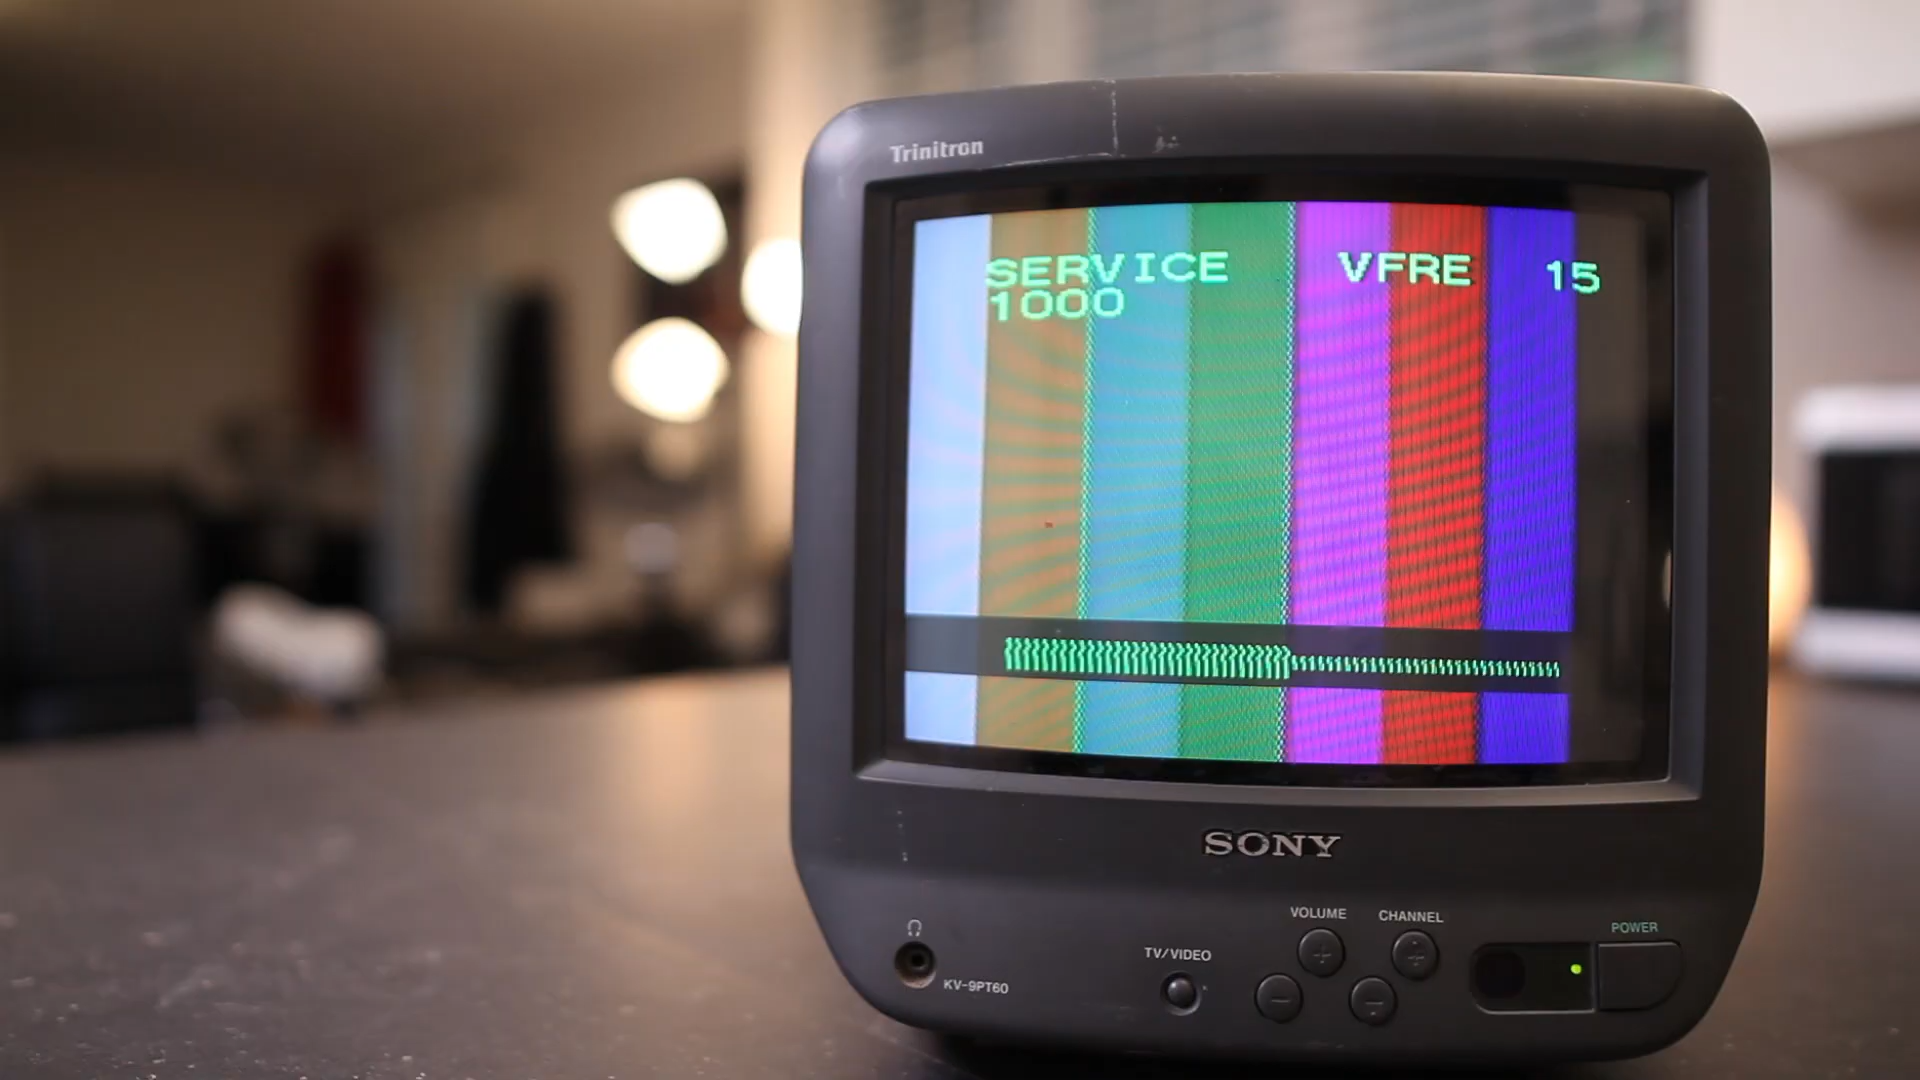 Trinitron
SERVICE VFRE 15
1000
SONY
VOLUME CHANNEL
POWER
TV/VIDEO
KV-9PT60